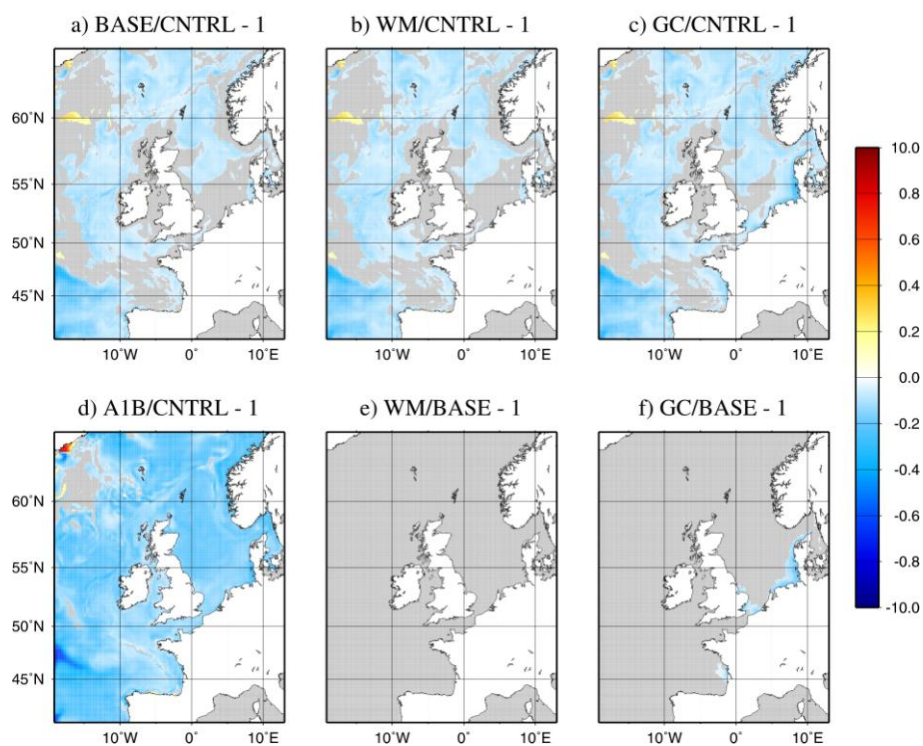 a) BASE/CNTRL - 1
b) WM/CNTRL - 1
c) GC/CNTRL - 1
60˚N
55˚N
50˚N
45˚N
10˚W 0˚ 10˚E
10˚W 0˚ 10˚E
0˚ 10˚E
d) A1B/CNTRL - 1
e) WM/BASE - 1
f) GC/BASE - 1
60˚N
55˚N
50˚N
45˚N
10˚W 0˚ 10˚E
10˚W 0˚ 10˚E
0˚ 10˚E
10.0
0.8
0.6
0.4
0.2
0.0
-0.2
-0.4
-0.6
-0.8
-10.0